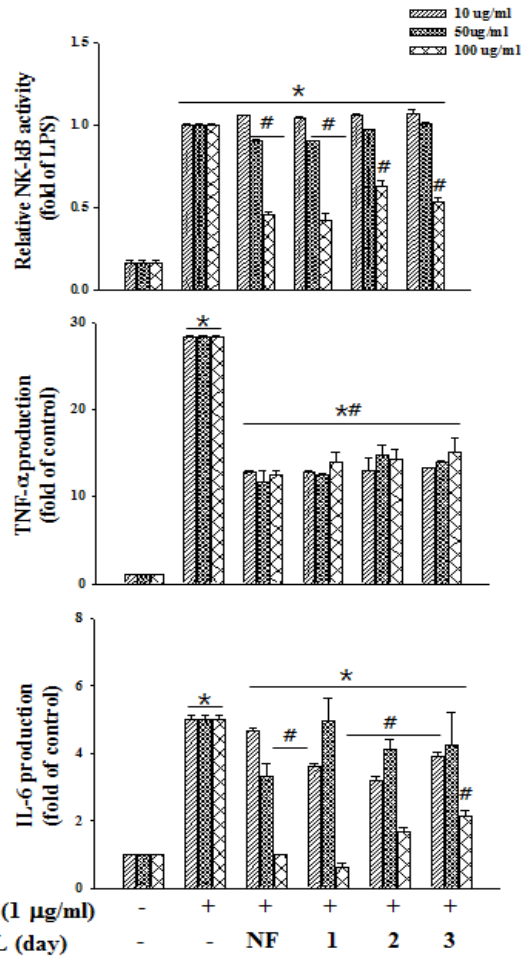 10 ug/ml
50ug/ml
100 ug/ml
Relative NK-kB activity
(fold of LPS)
1.5
1.0
0.5
0.0
*
# # # #
TNF-α production
(fold of control)
30
20
10
0
*
*#
IL-6 production
(fold of control)
8
6
4
2
0
*
*
# # #
(1 μg/ml) - + + + + +
L (day) - - NF 1 2 3